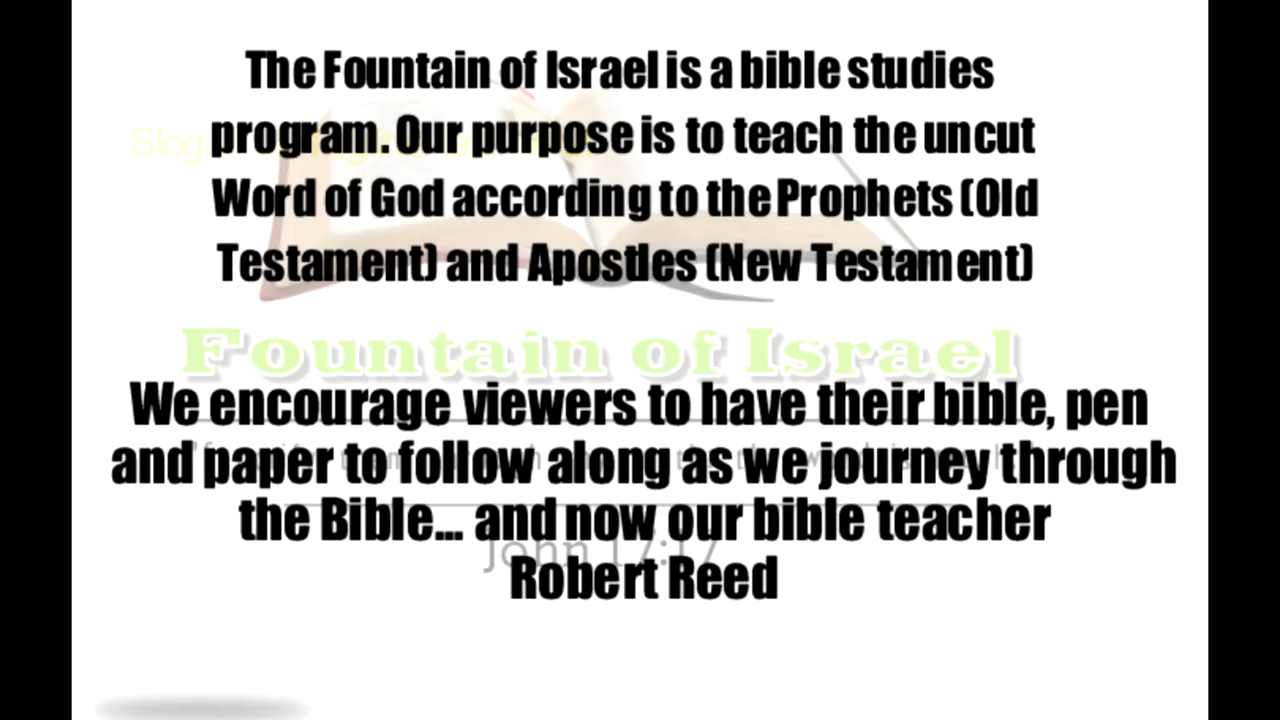 The Fountain of Israel is a bible studies
program. Our purpose is to teach the uncut
Word of God according to the Prophets (Old
Testament) and Apostles (New Testament)
Fountain of Israel
We encourage viewers to have their bible, pen
and paper to follow along as we journey through
the Bible... and now our bible teacher
John 17:17
Robert Reed